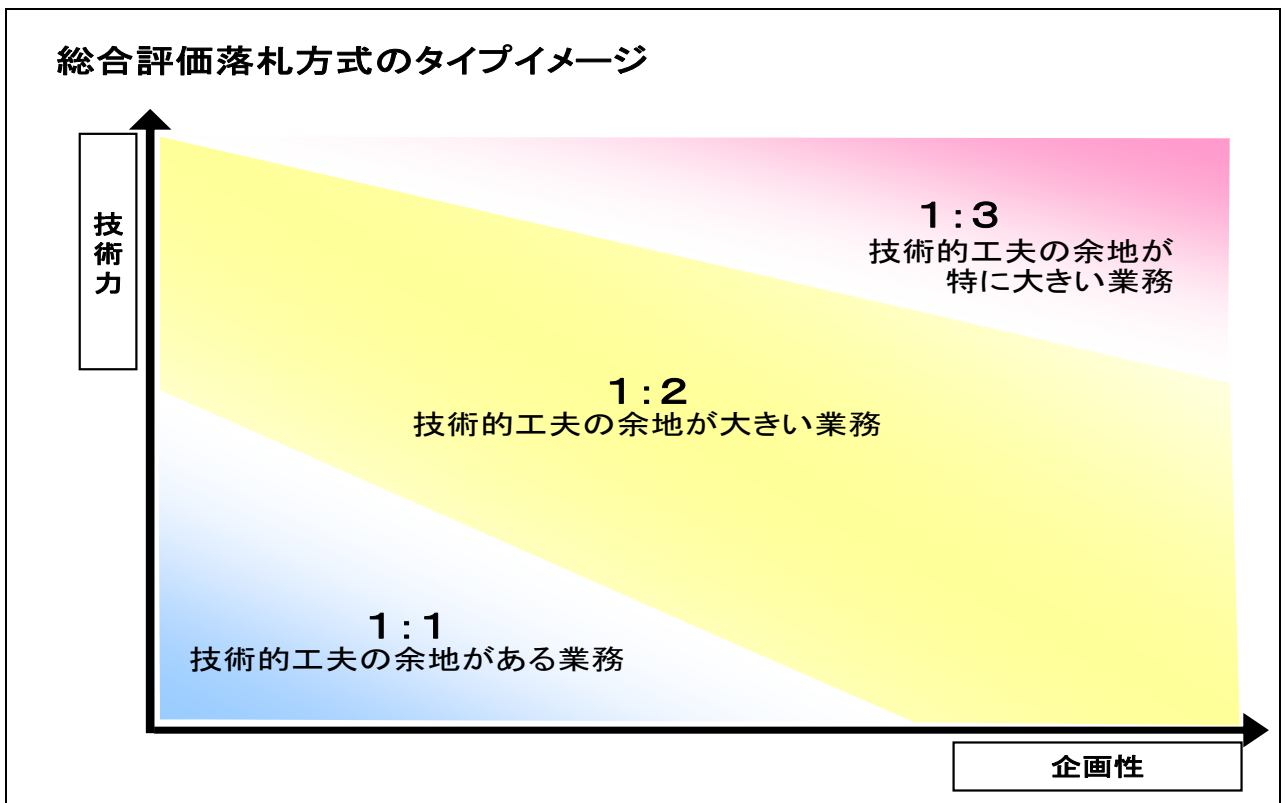 総合評価落札方式のタイプイメージ
技術力
1:3
技術的工夫の余地が
特に大きい業務
1:2
技術的工夫の余地が大きい業務
1:1
技術的工夫の余地がある業務
企画性